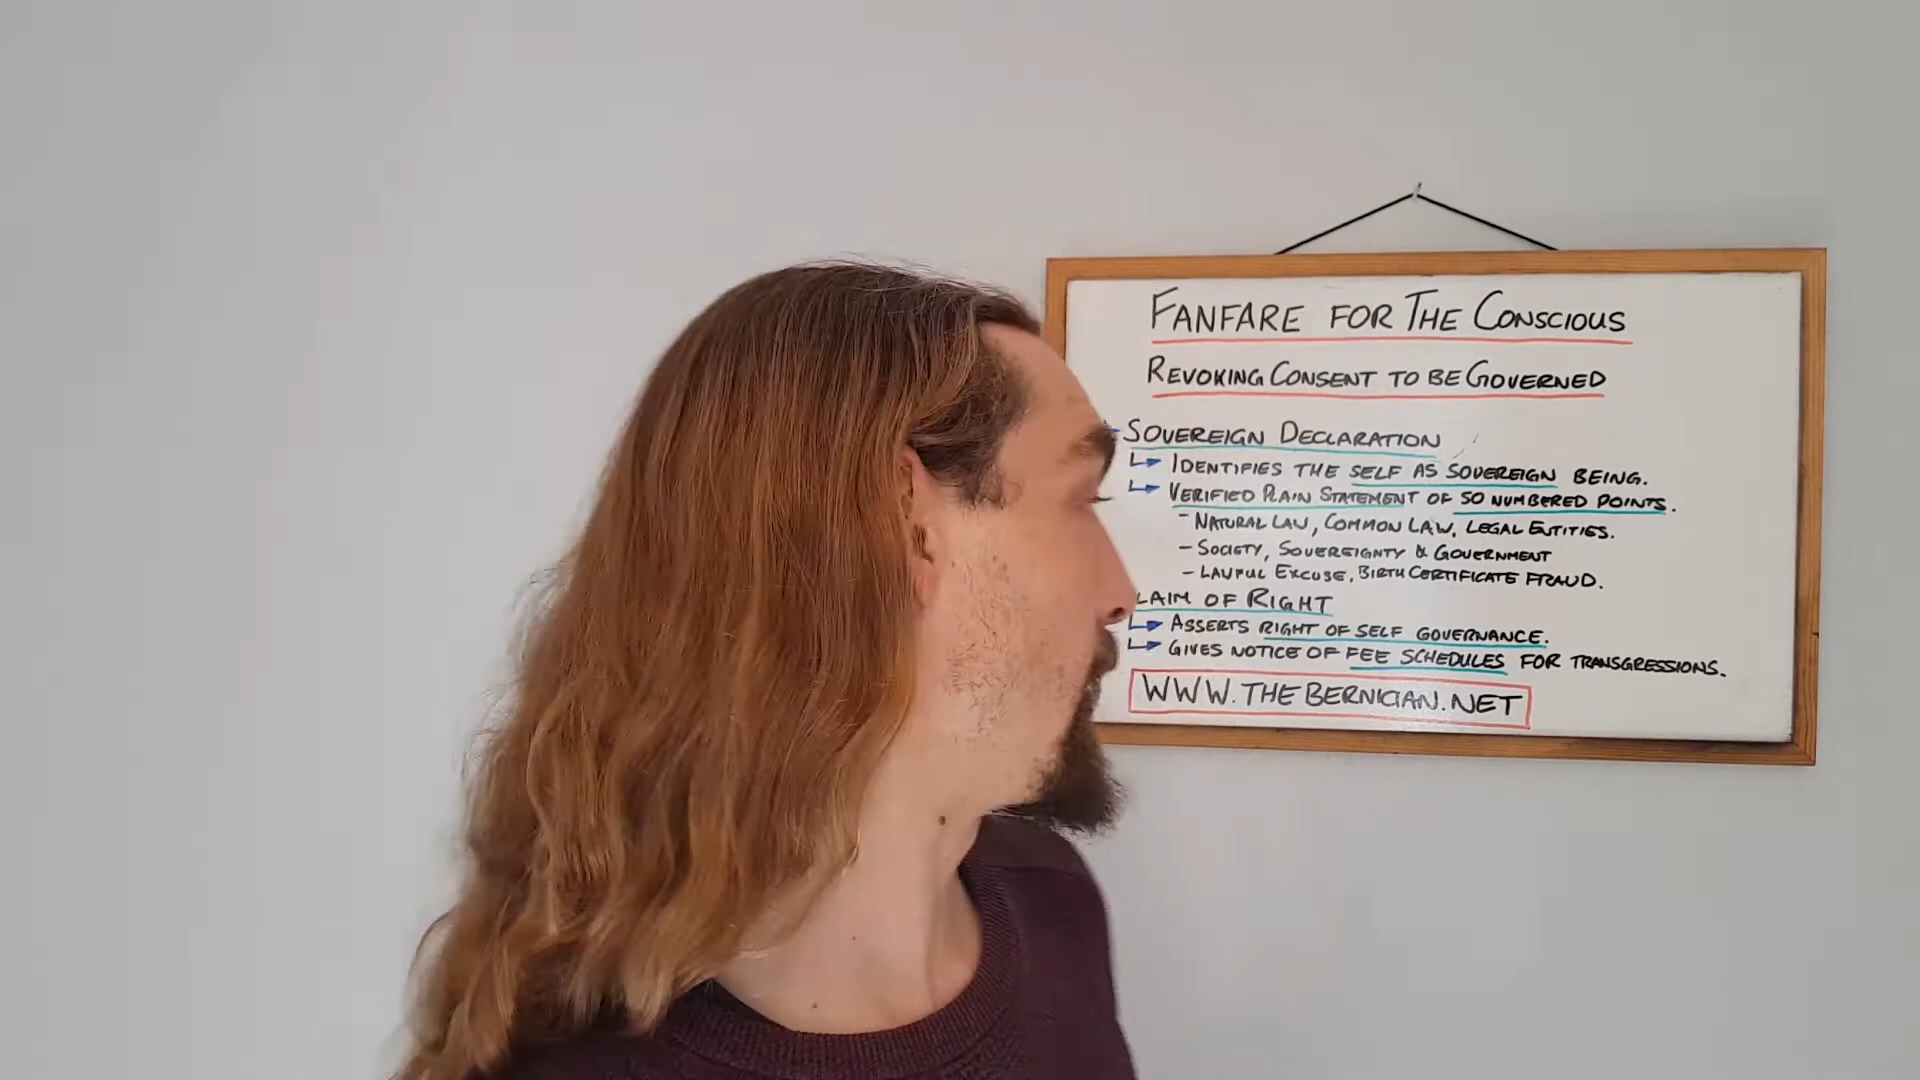 FANFARE FOR THE CONSCIOUS
REVOKING CONSENT TO BE GOVERNED
SOVEREIGN DECLARATION
IDENTIFIES THE SELF AS SOVEREIGN BEING.
VERIFIED PLAIN STATEMENT OF 50 NUMBERED POINTS.
- NATURAL LAW, COMMON LAW, LEGAL ENTITIES.
- SOCIETY, SOVEREIGNTY & GOVERNMENT
- LAWFUL EXCUSE, BIRTH CERTIFICATE FRAUD.
LAIM OF RIGHT
ASSERTS RIGHT OF SELF GOVERNANCE.
GIVES NOTICE OF FEE SCHEDULES FOR TRANSGRESSIONS.
WWW.THEBERNICIAN.NET